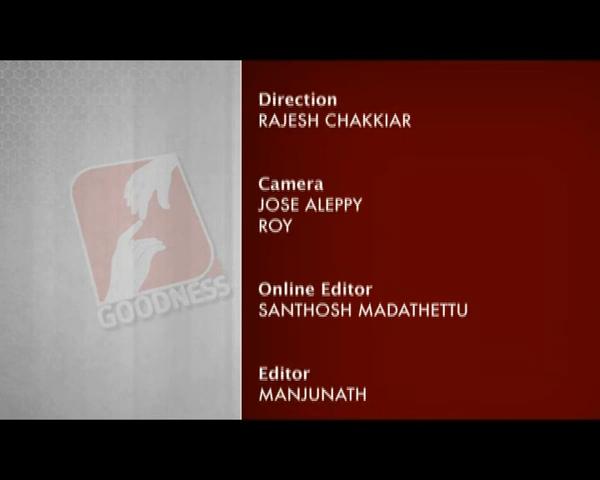 Direction
RAJESH CHAKKIAR
Camera
JOSE ALEPPY
ROY
Online Editor
SANTHOSH MADATHETTU
Editor
MANJUNATH
GOODNESS